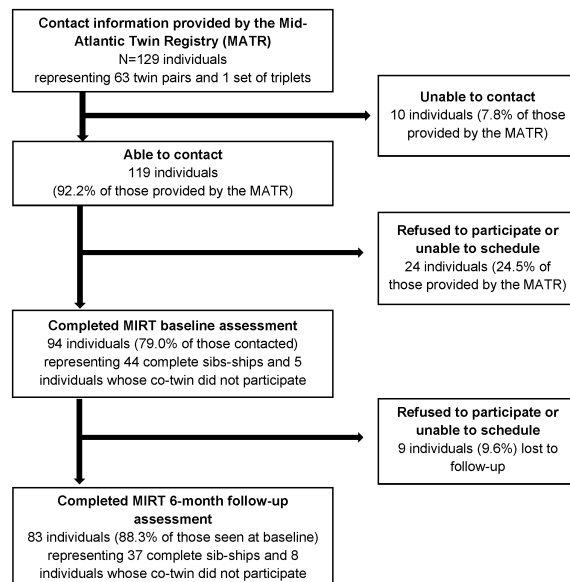 Contact information provided by the Mid-
Atlantic Twin Registry (MATR)
N=129 individuals
representing 63 twin pairs and 1 set of triplets
Unable to contact
10 individuals (7.8% of those
provided by the MATR)
Able to contact
119 individuals
(92.2% of those provided by the MATR)
Refused to participate or
unable to schedule
24 individuals (24.5% of
those provided by the MATR)
Completed MIRT baseline assessment
94 individuals (79.0% of those contacted)
representing 44 complete sibs-ships and 5
individuals whose co-twin did not participate
Refused to participate or
unable to schedule
9 individuals (9.6%) lost to
follow-up
Completed MIRT 6-month follow-up
assessment
83 individuals (88.3% of those seen at baseline)
representing 37 complete sib-ships and 8
individuals whose co-twin did not participate